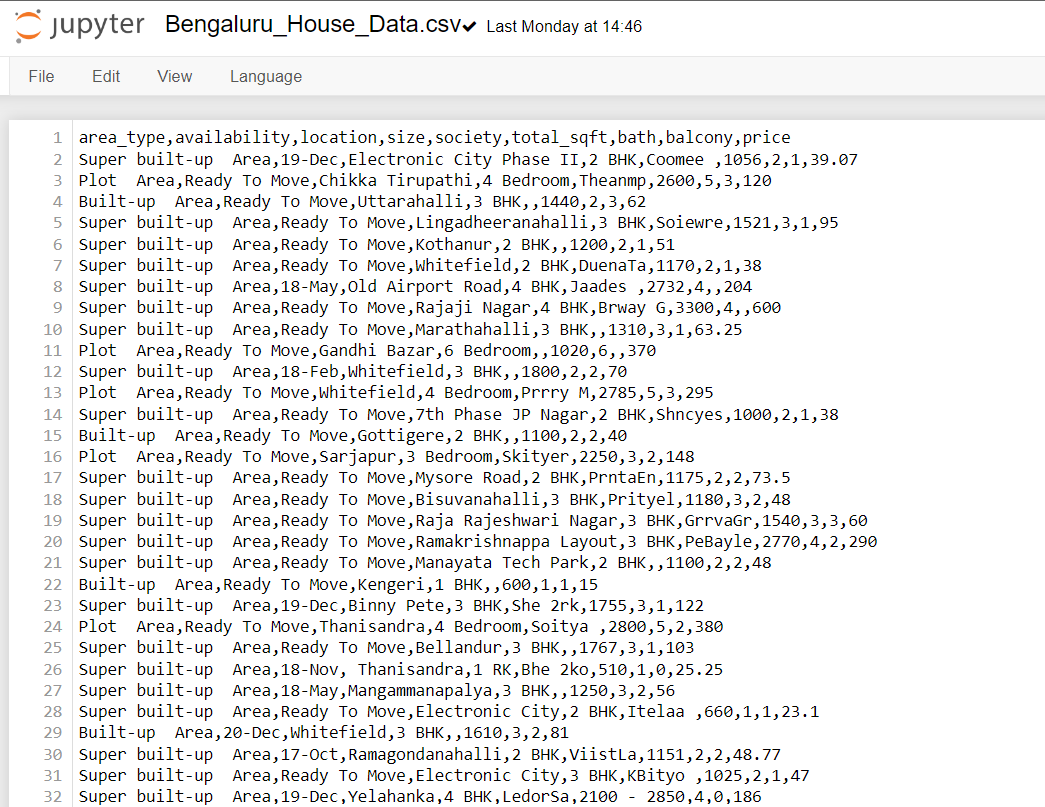 jupyter Bengaluru_House_Data.csv✔ Last Monday at 14:46
File Edit View Language
1 area_type,availability,location,size,society,total_sqft,bath,balcony,price
2 Super built-up  Area,19-Dec,Electronic City Phase II,2 BHK,Coomee ,1056,2,1,39.07
3 Plot  Area,Ready To Move,Chikka Tirupathi,4 Bedroom,Theanmp,2600,5,3,120
4 Built-up  Area,Ready To Move,Uttarahalli,3 BHK,,1440,2,3,62
5 Super built-up  Area,Ready To Move,Lingadheeranahalli,3 BHK,Soiewre,1521,3,1,95
6 Super built-up  Area,Ready To Move,Kothanur,2 BHK,,1200,2,1,51
7 Super built-up  Area,Ready To Move,Whitefield,2 BHK,DuenaTa,1170,2,1,38
8 Super built-up  Area,18-May,Old Airport Road,4 BHK,Jaades ,2732,4,,204
9 Super built-up  Area,Ready To Move,Rajaji Nagar,4 BHK,Brway G,3300,4,,600
10 Super built-up  Area,Ready To Move,Marathahalli,3 BHK,,1310,3,1,63.25
11 Plot  Area,Ready To Move,Gandhi Bazar,6 Bedroom,,1020,6,,370
12 Super built-up  Area,18-Feb,Whitefield,3 BHK,,1800,2,2,70
13 Plot  Area,Ready To Move,Whitefield,4 Bedroom,Prrry M,2785,5,3,295
14 Super built-up  Area,Ready To Move,7th Phase JP Nagar,2 BHK,Shncyes,1000,2,1,38
15 Built-up  Area,Ready To Move,Gottigere,2 BHK,,1100,2,2,40
16 Plot  Area,Ready To Move,Sarjapur,3 Bedroom,Skityer,2250,3,2,148
17 Super built-up  Area,Ready To Move,Mysore Road,2 BHK,PrntaEn,1175,2,2,73.5
18 Super built-up  Area,Ready To Move,Bisuvanahalli,3 BHK,Prityel,1180,3,2,48
19 Super built-up  Area,Ready To Move,Raja Rajeshwari Nagar,3 BHK,GrrvaGr,1540,3,3,60
20 Super built-up  Area,Ready To Move,Ramakrishnappa Layout,3 BHK,PeBayle,2770,4,2,290
21 Super built-up  Area,Ready To Move,Manayata Tech Park,2 BHK,,1100,2,2,48
22 Built-up  Area,Ready To Move,Kengeri,1 BHK,,600,1,1,15
23 Super built-up  Area,19-Dec,Binny Pete,3 BHK,She 2rk,1755,3,1,122
24 Plot  Area,Ready To Move,Thanisandra,4 Bedroom,Soitya ,2800,5,2,380
25 Super built-up  Area,Ready To Move,Bellandur,3 BHK,,1767,3,1,103
26 Super built-up  Area,18-Nov, Thanisandra,1 RK,Bhe 2ko,510,1,0,25.25
27 Super built-up  Area,18-May,Mangammanapalya,3 BHK,,1250,3,2,56
28 Super built-up  Area,Ready To Move,Electronic City,2 BHK,Itelaa ,660,1,1,23.1
29 Built-up  Area,20-Dec,Whitefield,3 BHK,,1610,3,2,81
30 Super built-up  Area,17-Oct,Ramagondanahalli,2 BHK,ViistLa,1151,2,2,48.77
31 Super built-up  Area,Ready To Move,Electronic City,3 BHK,KBityo ,1025,2,1,47
32 Super built-up  Area,19-Dec,Yelahanka,4 BHK,LedorSa,2100 - 2850,4,0,186